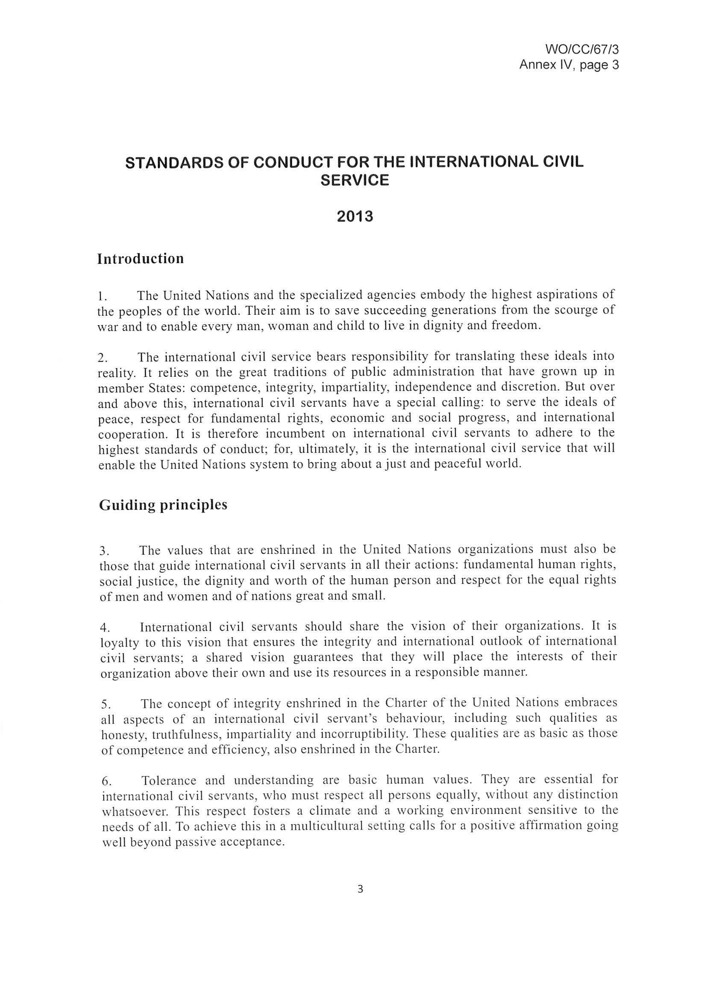 WO/CC/67/3
Annex IV, page 3
STANDARDS OF CONDUCT FOR THE INTERNATIONAL CIVIL
SERVICE
2013
Introduction
1. The United Nations and the specialized agencies embody the highest aspirations of
the peoples of the world. Their aim is to save succeeding generations from the scourge of
war and to enable every man, woman and child to live in dignity and freedom.
2. The international civil service bears responsibility for translating these ideals into
reality. It relies on the great traditions of public administration that have grown up in
member States: competence, integrity, impartiality, independence and discretion. But over
and above this, international civil servants have a special calling: to serve the ideals of
peace, respect for fundamental rights, economic and social progress, and international
cooperation. It is therefore incumbent on international civil servants to adhere to the
highest standards of conduct; for, ultimately, it is the international civil service that will
enable the United Nations system to bring about a just and peaceful world.
Guiding principles
3. The values that are enshrined in the United Nations organizations must also be
those that guide international civil servants in all their actions: fundamental human rights,
social justice, the dignity and worth of the human person and respect for the equal rights
of men and women and of nations great and small.
4. International civil servants should share the vision of their organizations. It is
loyalty to this vision that ensures the integrity and international outlook of international
civil servants; a shared vision guarantees that they will place the interests of their
organization above their own and use its resources in a responsible manner.
5. The concept of integrity enshrined in the Charter of the United Nations embraces
all aspects of an international civil servant’s behaviour, including such qualities as
honesty, truthfulness, impartiality and incorruptibility. These qualities are as basic as those
of competence and efficiency, also enshrined in the Charter.
6. Tolerance and understanding are basic human values. They are essential for
international civil servants, who must respect all persons equally, without any distinction
whatsoever. This respect fosters a climate and a working environment sensitive to the
needs of all. To achieve this in a multicultural setting calls for a positive affirmation going
well beyond passive acceptance.
3